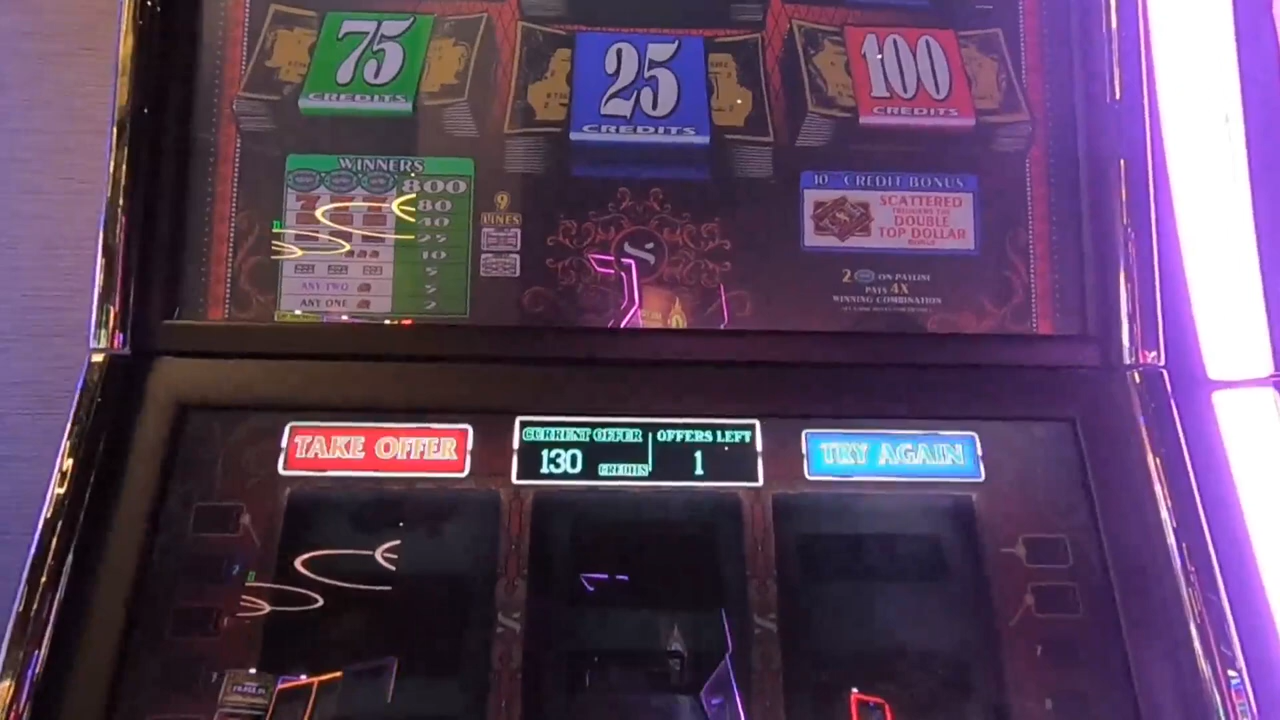 75
CREDITS
25
CREDITS
100
CREDITS
WINNERS
800
80
40
25
10
5
ANY TWO 5
ANY ONE 2
9
LINES
10 CREDIT BONUS
SCATTERED
TRIGGERS THE
DOUBLE
TOP DOLLAR
BONUS
2 ON PAYLINE
PAYS 4X
WINNING COMBINATION
TAKE OFFER
CURRENT OFFER
130 CREDITS
OFFERS LEFT
1
TRY AGAIN